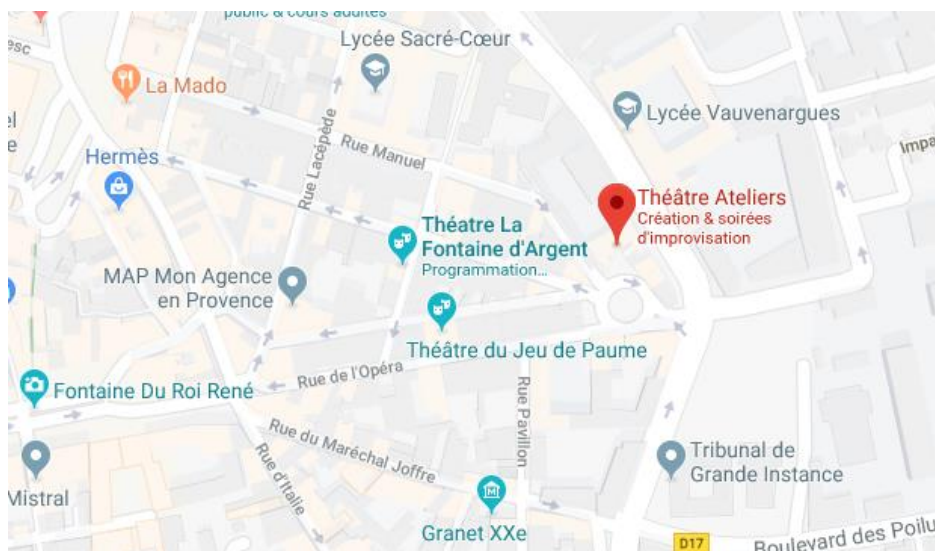 public & cours adultes
Lycée Sacré-Cœur
La Mado
Lycée Vauvenargues
Rue Lacépède
Rue Manuel
Hermès
Théâtre Ateliers
Création & soirées
d'improvisation
Théatre La
Fontaine d'Argent
Programmation...
MAP Mon Agence
en Provence
Théâtre du Jeu de Paume
Rue de l'Opéra
Fontaine Du Roi René
Rue Pavillon
Rue du Maréchal Joffre
Rue d'Italie
Tribunal de
Grande Instance
Mistral
Granet XXe
D17
Boulevard des Poilu